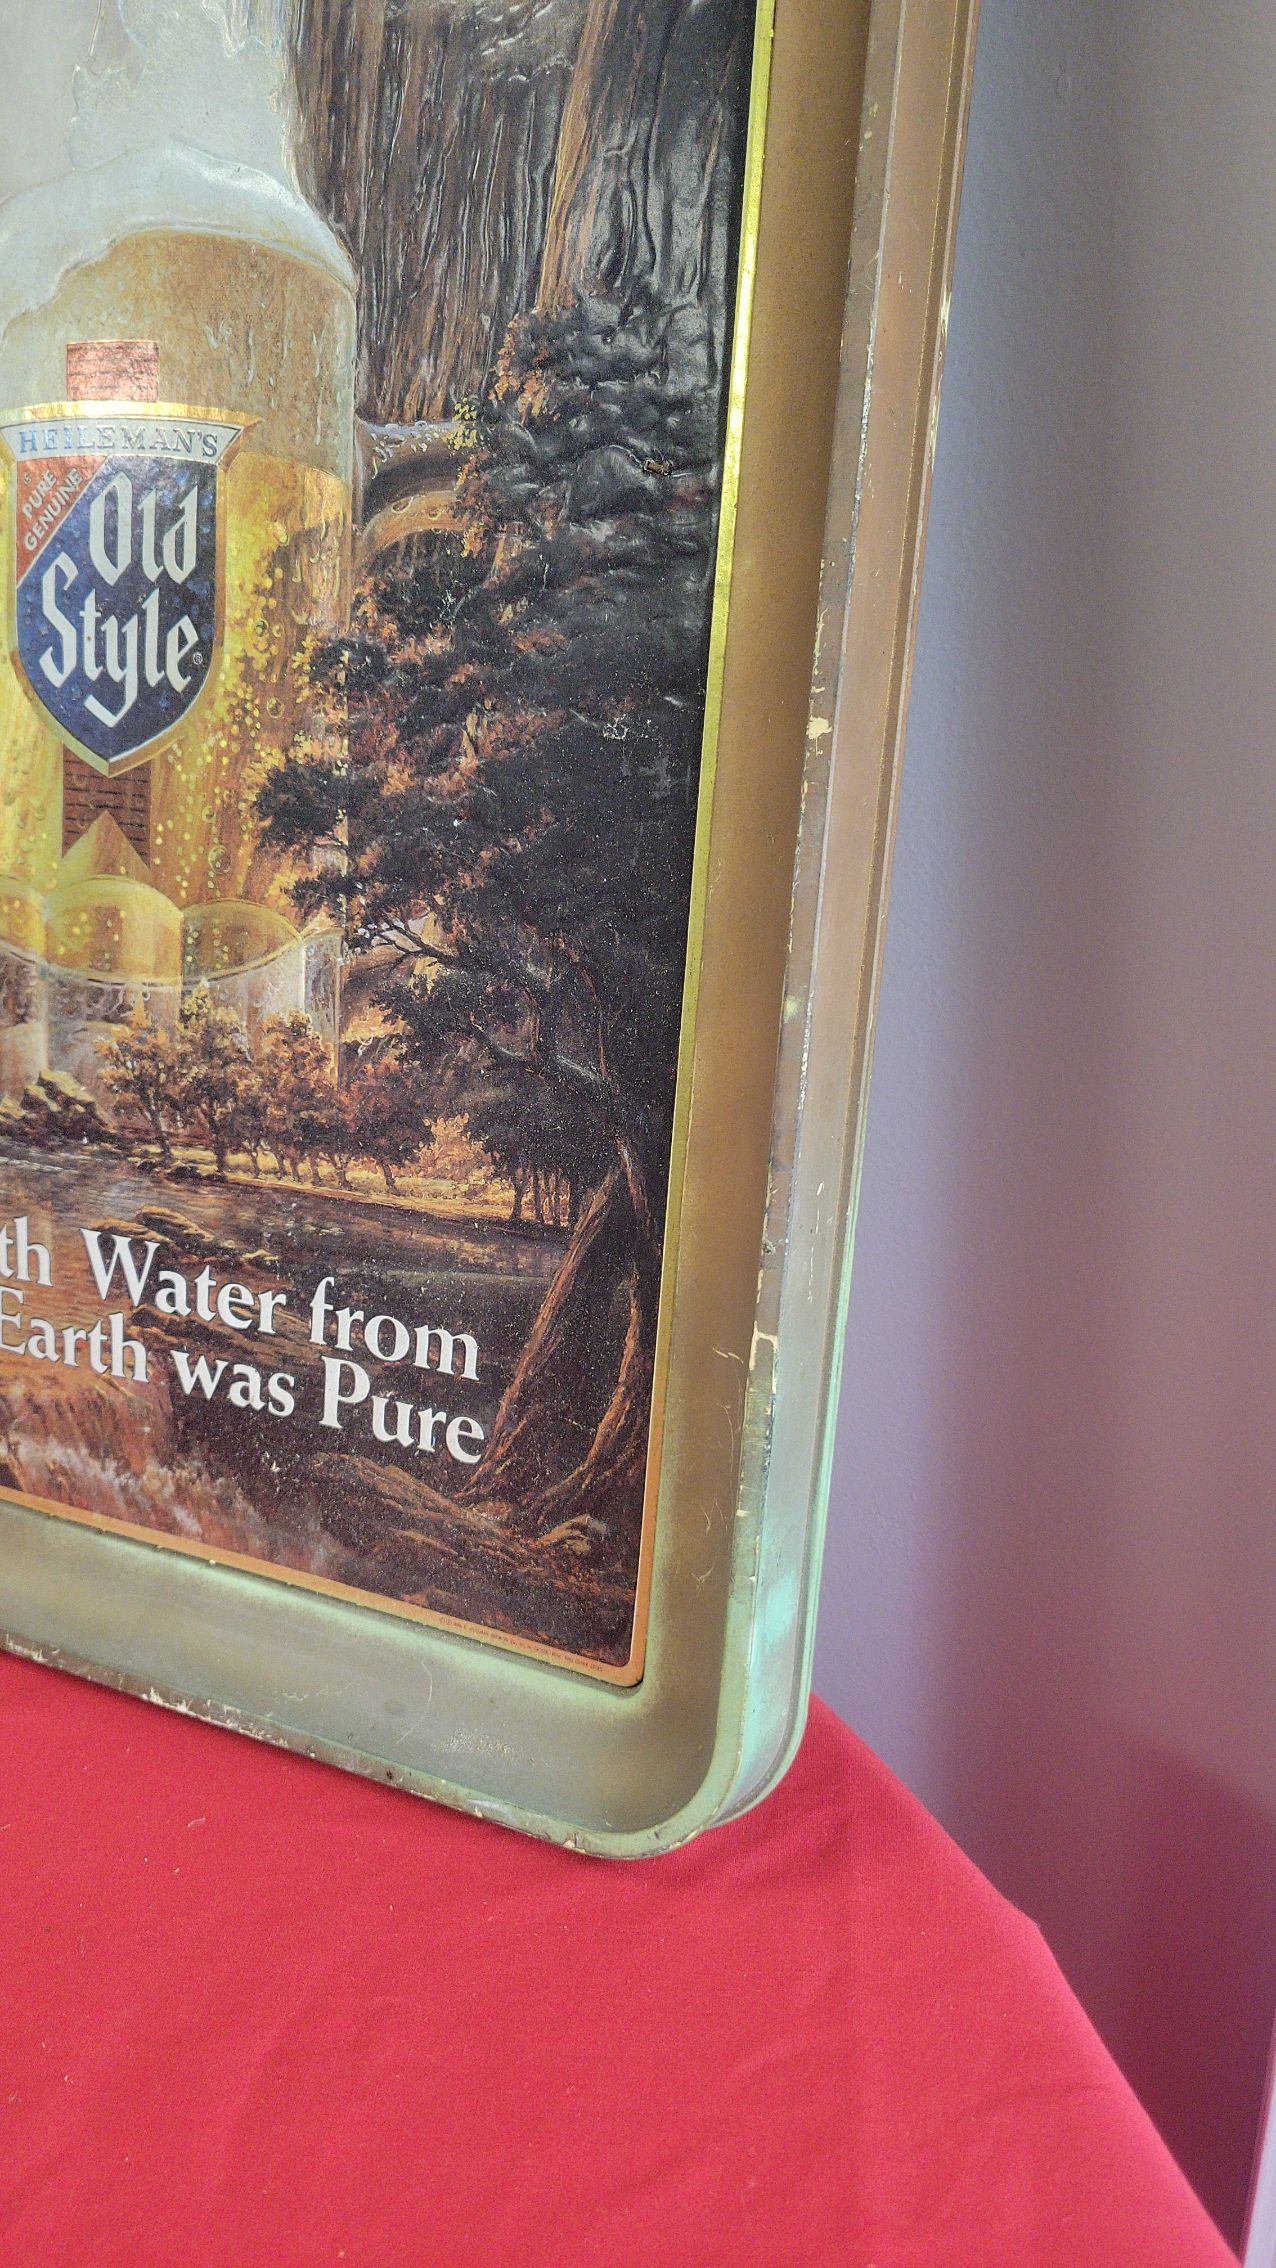 HEILEMAN'S
PURE
GENUINE
Old
Style®
th Water from
Earth was Pure